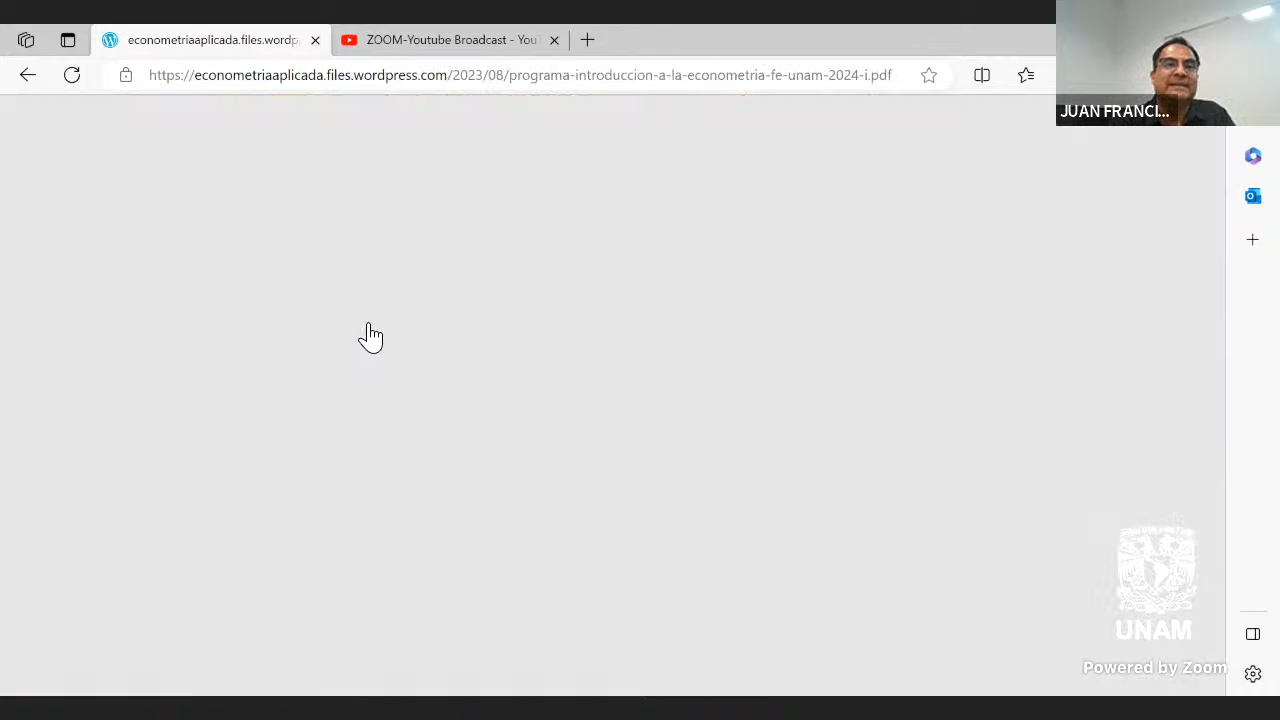 econometriaaplicada.files.wordp
ZOOM-Youtube Broadcast - You
https://econometriaaplicada.files.wordpress.com/2023/08/programa-introduccion-a-la-econometria-fe-unam-2024-i.pdf
JUAN FRANCI...
UNAM
Powered by Zoom